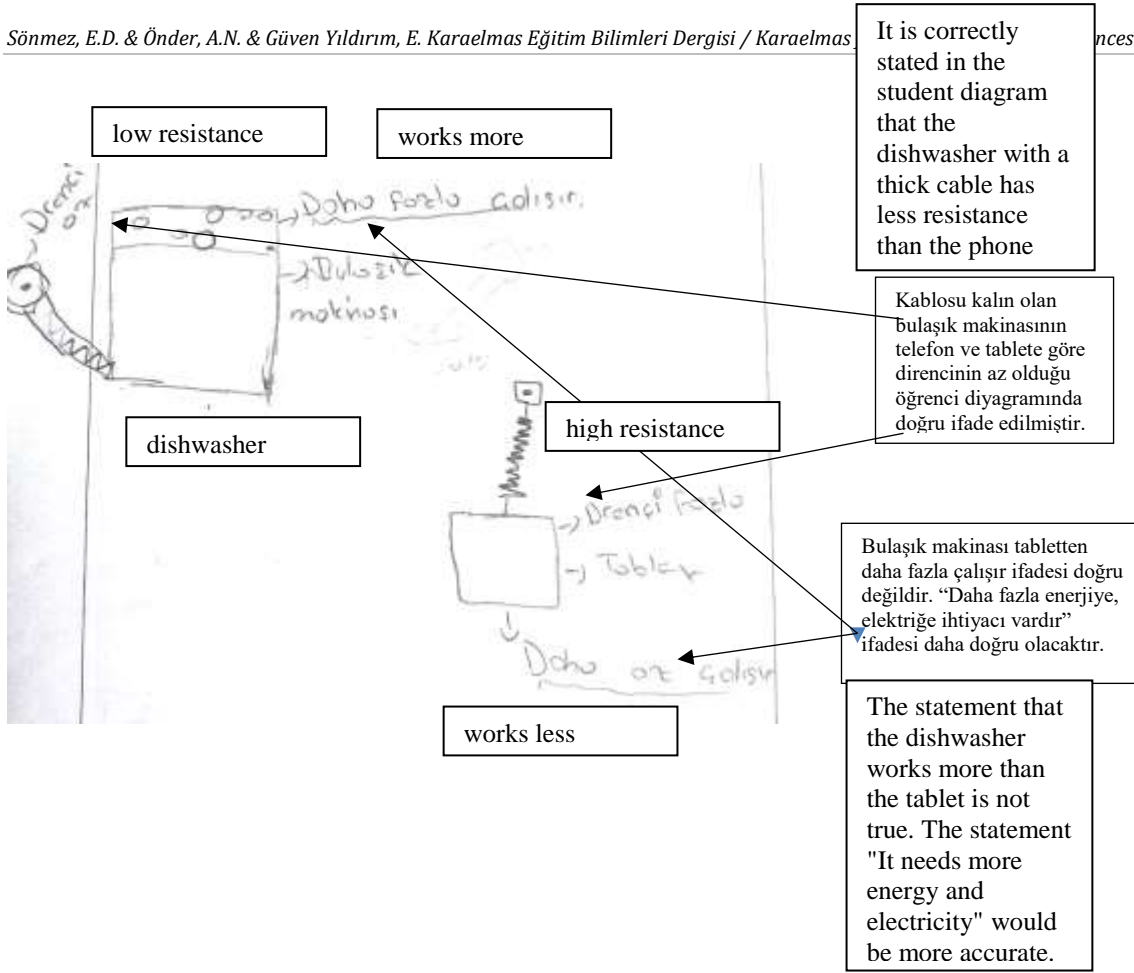 Sönmez, E.D. & Önder, A.N. & Güven Yıldırım, E. Karaelmas Eğitim Bilimleri Dergisi / Karaelmas
nces
It is correctly
stated in the
student diagram
that the
dishwasher with a
thick cable has
less resistance
than the phone
low resistance
works more
Drenci
az
Daha fazla çalışır.
Bulaşık
makinası
dishwasher
Kablosu kalın olan
bulaşık makinasının
telefon ve tablete göre
direncinin az olduğu
öğrenci diyagramında
doğru ifade edilmiştir.
high resistance
Drençi fazla
Tablet
Daha az çalışır
works less
Bulaşık makinası tabletten
daha fazla çalışır ifadesi doğru
değildir. “Daha fazla enerjiye,
elektriğe ihtiyacı vardır”
ifadesi daha doğru olacaktır.
The statement that
the dishwasher
works more than
the tablet is not
true. The statement
"It needs more
energy and
electricity" would
be more accurate.